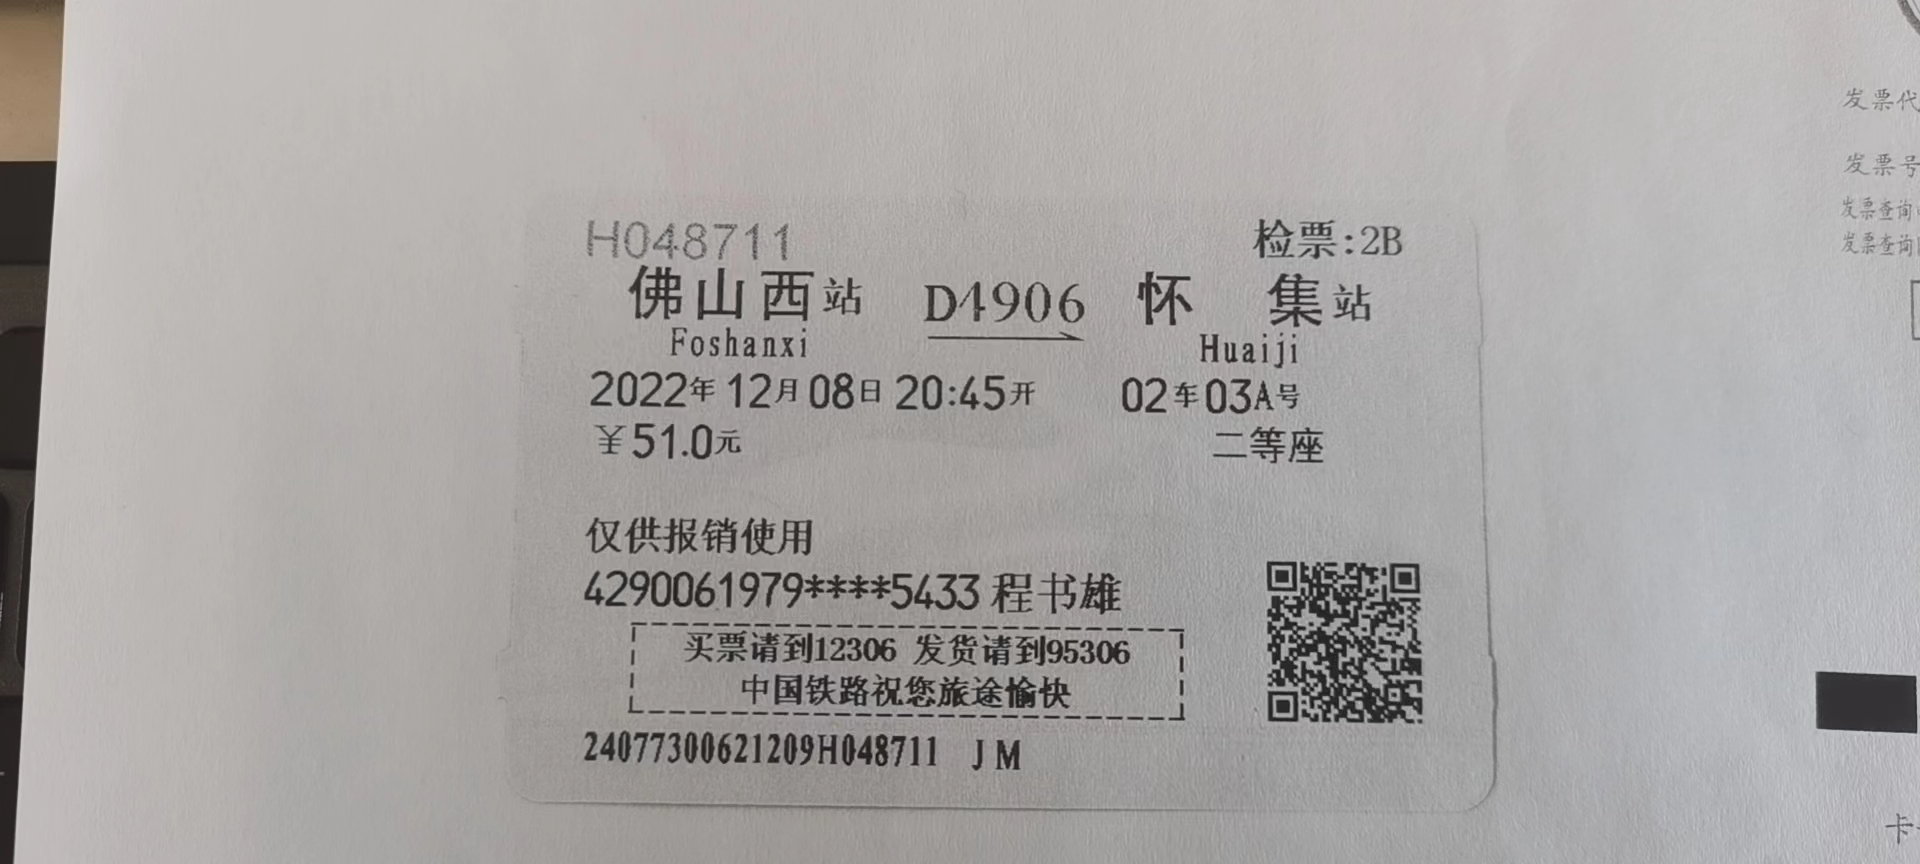 H048711 检票:2B
佛山西站 D4906 怀集站
Foshanxi Huaiji
2022年12月08日20:45开 02车03A号
￥51.0元 二等座
仅供报销使用
4290061979****5433 程书雄
买票请到12306 发货请到95306
中国铁路祝您旅途愉快
24077300621209H048711 JM
发票代
发票号
发票查询
发票查询
卡